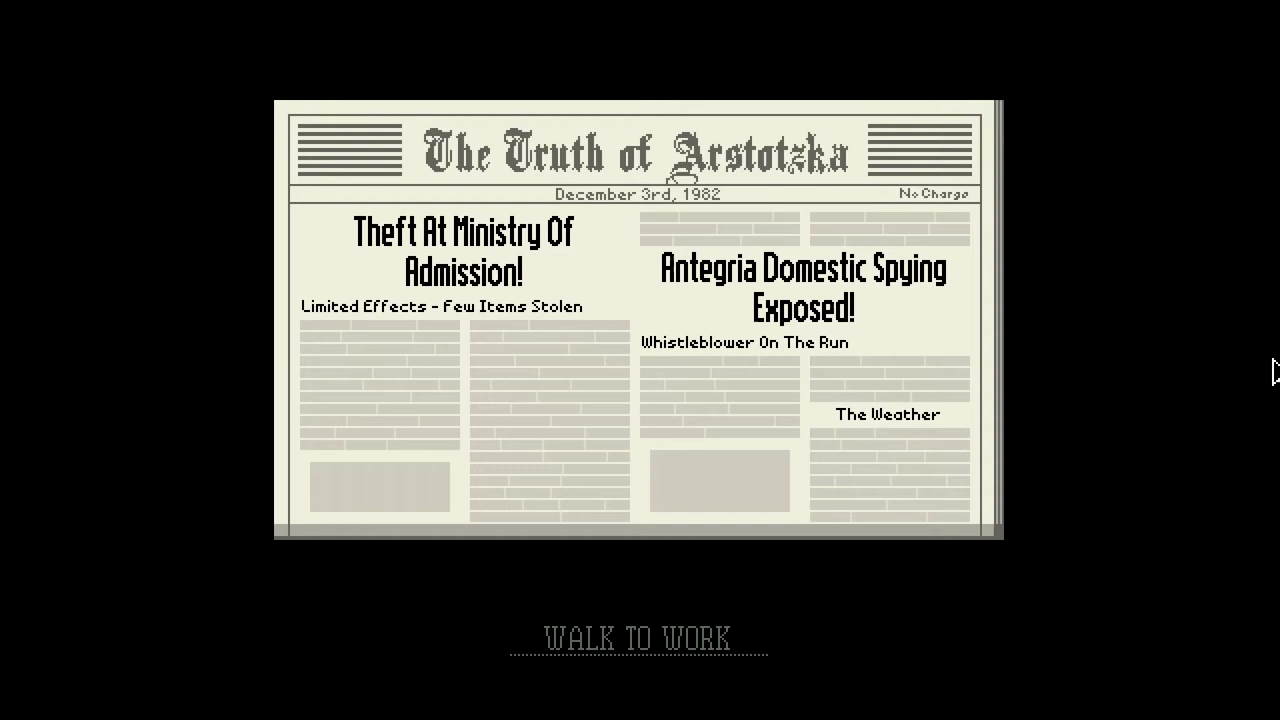 The Truth of Arstotzka
December 3rd, 1982
No Charge
Theft At Ministry Of
Admission!
Limited Effects - Few Items Stolen
Antegria Domestic Spying
Exposed!
Whistleblower On The Run
The Weather
WALK TO WORK